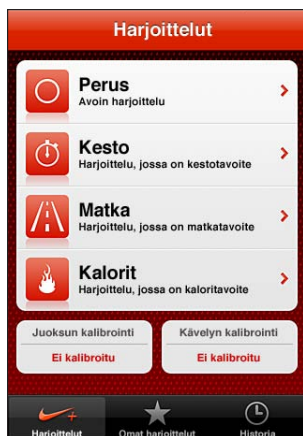 Harjoittelut
Perus
Avoin harjoittelu
Kesto
Harjoittelu, jossa on kestotavoite
Matka
Harjoittelu, jossa on matkatavoite
Kalorit
Harjoittelu, jossa on kaloritavoite
Juoksun kalibrointi
Ei kalibroitu
Kävelyn kalibrointi
Ei kalibroitu
Harjoittelut
Omat harjoittelut
Historia